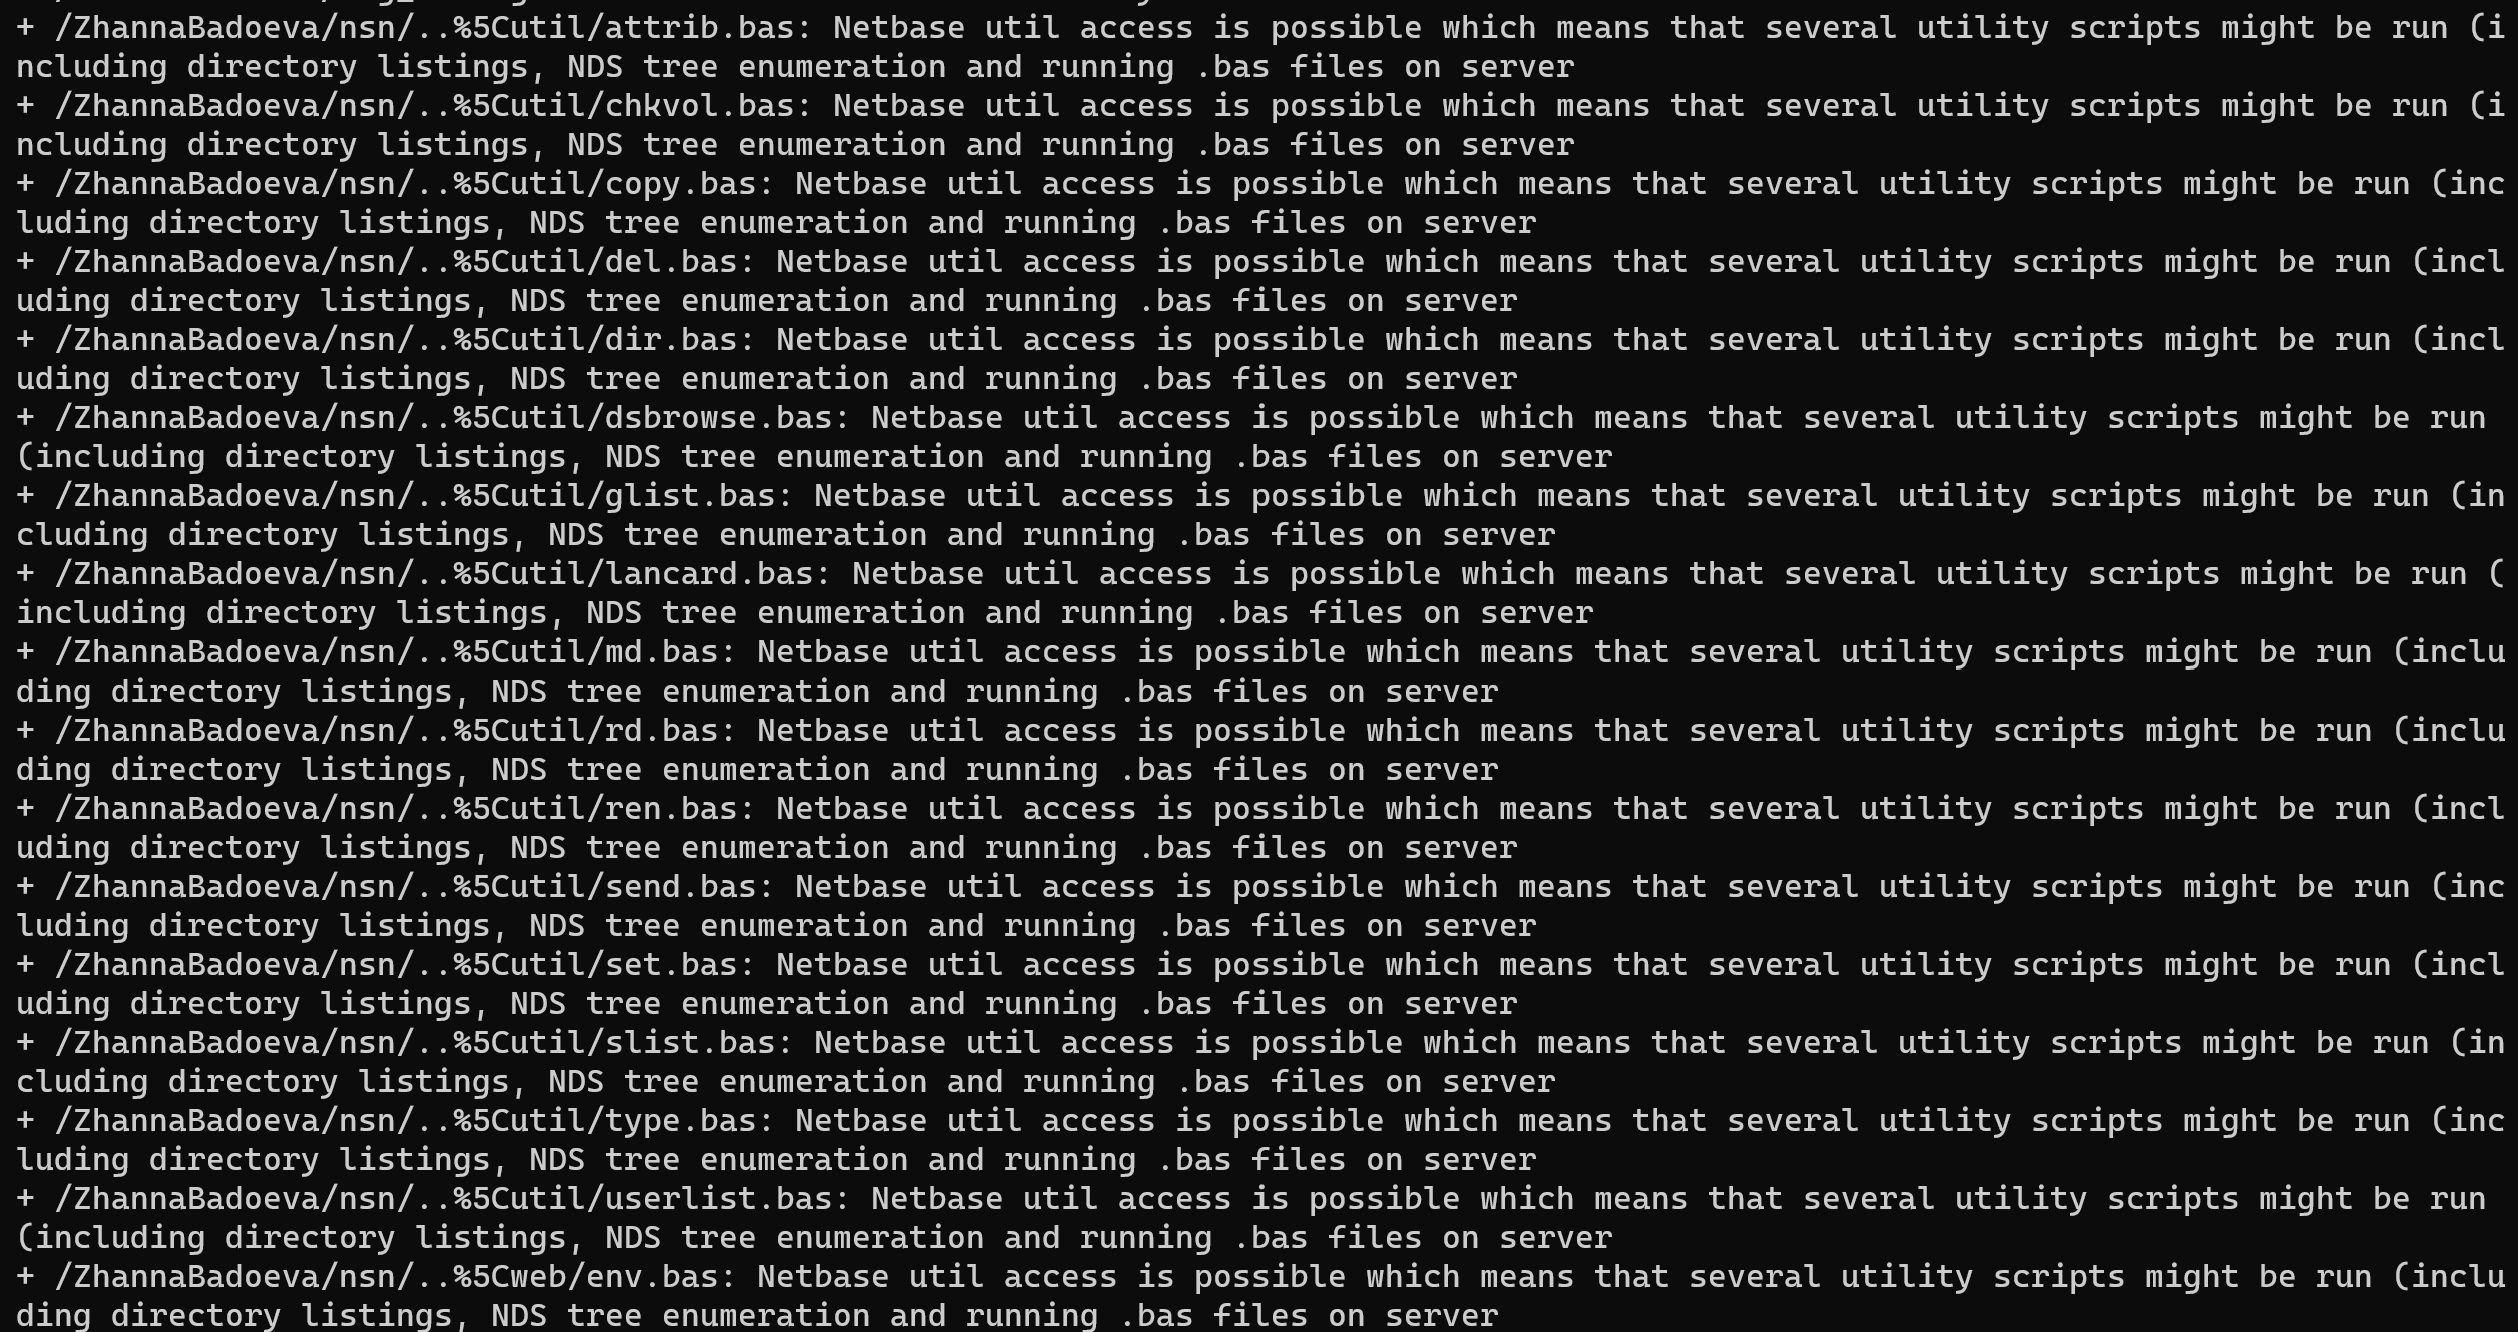 + /ZhannaBadoeva/nsn/..%5Cutil/attrib.bas: Netbase util access is possible which means that several utility scripts might be run (i
ncluding directory listings, NDS tree enumeration and running .bas files on server
+ /ZhannaBadoeva/nsn/..%5Cutil/chkvol.bas: Netbase util access is possible which means that several utility scripts might be run (i
ncluding directory listings, NDS tree enumeration and running .bas files on server
+ /ZhannaBadoeva/nsn/..%5Cutil/copy.bas: Netbase util access is possible which means that several utility scripts might be run (inc
luding directory listings, NDS tree enumeration and running .bas files on server
+ /ZhannaBadoeva/nsn/..%5Cutil/del.bas: Netbase util access is possible which means that several utility scripts might be run (incl
uding directory listings, NDS tree enumeration and running .bas files on server
+ /ZhannaBadoeva/nsn/..%5Cutil/dir.bas: Netbase util access is possible which means that several utility scripts might be run (incl
uding directory listings, NDS tree enumeration and running .bas files on server
+ /ZhannaBadoeva/nsn/..%5Cutil/dsbrowse.bas: Netbase util access is possible which means that several utility scripts might be run
(including directory listings, NDS tree enumeration and running .bas files on server
+ /ZhannaBadoeva/nsn/..%5Cutil/glist.bas: Netbase util access is possible which means that several utility scripts might be run (in
cluding directory listings, NDS tree enumeration and running .bas files on server
+ /ZhannaBadoeva/nsn/..%5Cutil/lancard.bas: Netbase util access is possible which means that several utility scripts might be run (
including directory listings, NDS tree enumeration and running .bas files on server
+ /ZhannaBadoeva/nsn/..%5Cutil/md.bas: Netbase util access is possible which means that several utility scripts might be run (inclu
ding directory listings, NDS tree enumeration and running .bas files on server
+ /ZhannaBadoeva/nsn/..%5Cutil/rd.bas: Netbase util access is possible which means that several utility scripts might be run (inclu
ding directory listings, NDS tree enumeration and running .bas files on server
+ /ZhannaBadoeva/nsn/..%5Cutil/ren.bas: Netbase util access is possible which means that several utility scripts might be run (incl
uding directory listings, NDS tree enumeration and running .bas files on server
+ /ZhannaBadoeva/nsn/..%5Cutil/send.bas: Netbase util access is possible which means that several utility scripts might be run (inc
luding directory listings, NDS tree enumeration and running .bas files on server
+ /ZhannaBadoeva/nsn/..%5Cutil/set.bas: Netbase util access is possible which means that several utility scripts might be run (incl
uding directory listings, NDS tree enumeration and running .bas files on server
+ /ZhannaBadoeva/nsn/..%5Cutil/slist.bas: Netbase util access is possible which means that several utility scripts might be run (in
cluding directory listings, NDS tree enumeration and running .bas files on server
+ /ZhannaBadoeva/nsn/..%5Cutil/type.bas: Netbase util access is possible which means that several utility scripts might be run (inc
luding directory listings, NDS tree enumeration and running .bas files on server
+ /ZhannaBadoeva/nsn/..%5Cutil/userlist.bas: Netbase util access is possible which means that several utility scripts might be run
(including directory listings, NDS tree enumeration and running .bas files on server
+ /ZhannaBadoeva/nsn/..%5Cweb/env.bas: Netbase util access is possible which means that several utility scripts might be run (inclu
ding directory listings, NDS tree enumeration and running .bas files on server